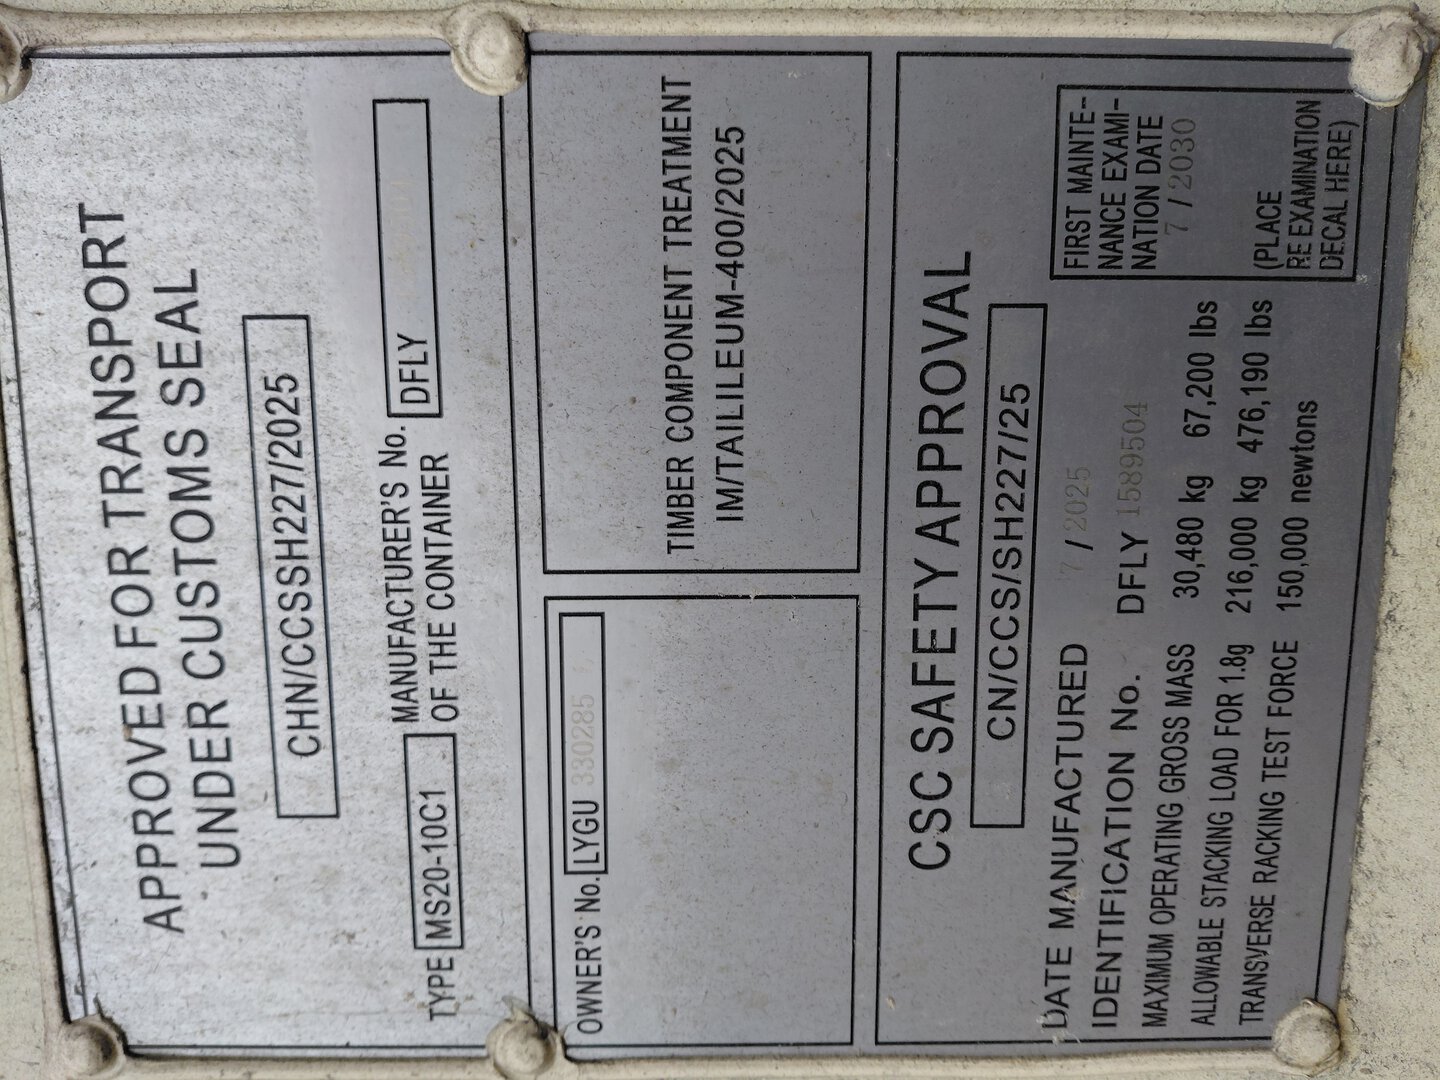 APPROVED FOR TRANSPORT
UNDER CUSTOMS SEAL
CHN/CCSSH227/2025
TYPE MS20-10C1
MANUFACTURER'S No.
OF THE CONTAINER
DFLY
OWNER'S No. LYGU 330285
TIMBER COMPONENT TREATMENT
IM/TAILILEUM-400/2025
CSC SAFETY APPROVAL
CN/CCS/SH227/25
DATE MANUFACTURED 7 / 2025
IDENTIFICATION No. DFLY 1589504
MAXIMUM OPERATING GROSS MASS 30,480 kg 67,200 lbs
ALLOWABLE STACKING LOAD FOR 1.8g 216,000 kg 476,190 lbs
TRANSVERSE RACKING TEST FORCE 150,000 newtons
FIRST MAINTE-
NANCE EXAMI-
NATION DATE
7 / 2030
(PLACE
RE EXAMINATION
DECAL HERE)